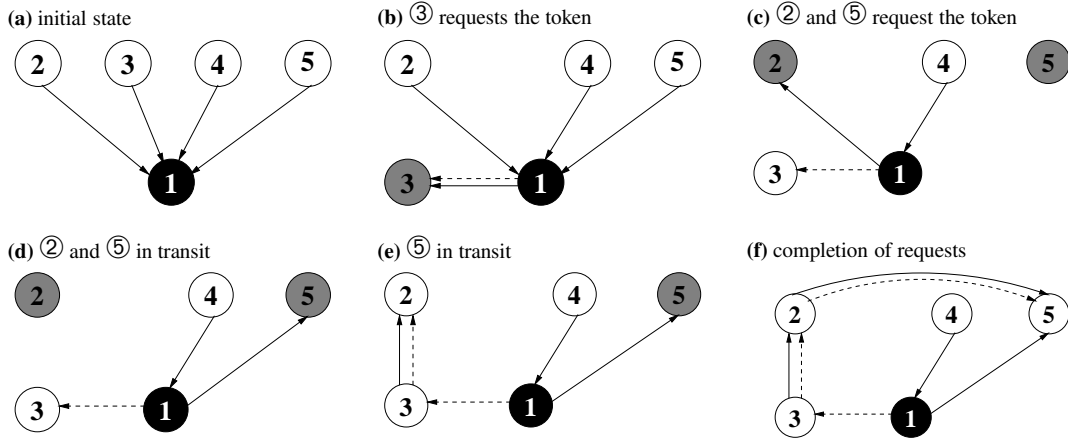 (a) initial state
2 3 4 5
1
(b) ③ requests the token
2 4 5
3 1
(c) ② and ⑤ request the token
2 4 5
3 1
(d) ② and ⑤ in transit
2 4 5
3 1
(e) ⑤ in transit
2 4 5
3 1
(f) completion of requests
2 4 5
3 1